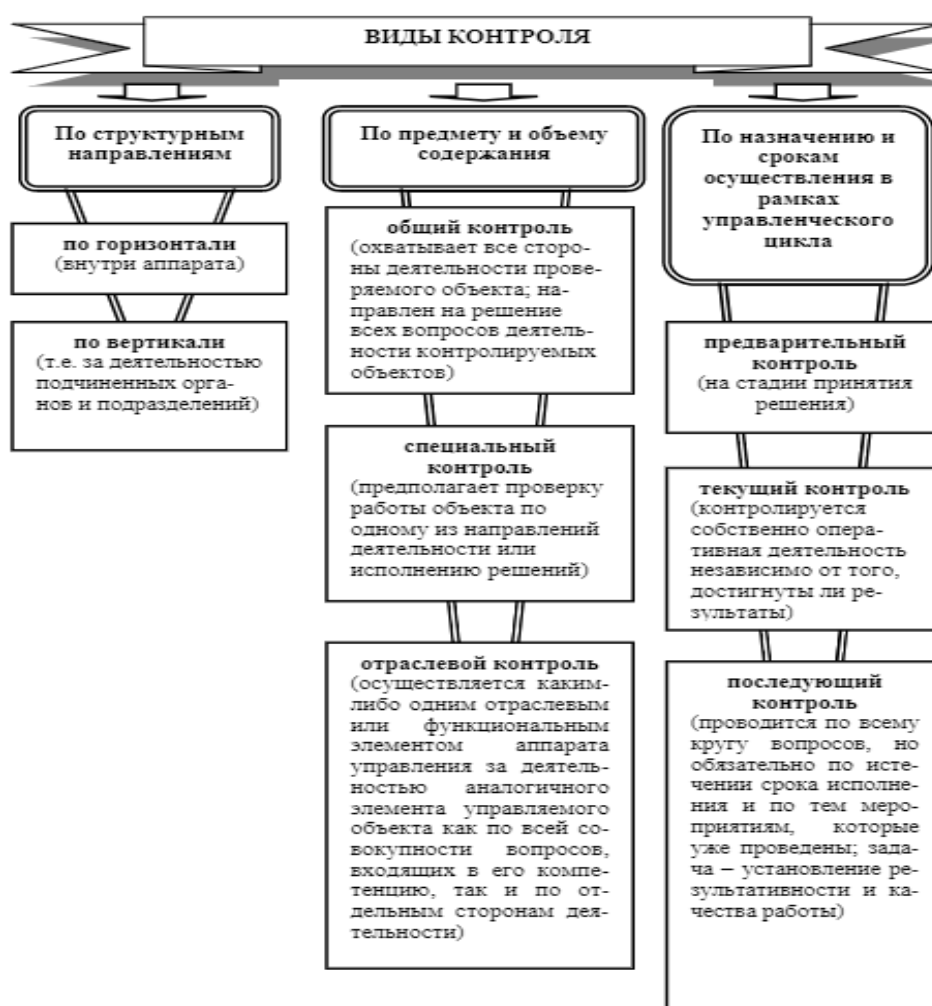 ВИДЫ КОНТРОЛЯ
По структурным
направлениям
по горизонтали
(внутри аппарата)
по вертикали
(т.е. за деятельностью
подчиненных орга-
нов и подразделений)
По предмету и объему
содержания
общий контроль
(охватывает все сторо-
ны деятельности прове-
ряемого объекта; на-
правлен на решение
всех вопросов деятель-
ности контролируемых
объектов)
специальный
контроль
(предполагает проверку
работы объекта по
одному из направлений
деятельности или
исполнению решений)
отраслевой контроль
(осуществляется каким-
либо одним отраслевым
или функциональным
элементом аппарата
управления за деятель-
ностью аналогичного
элемента управляемого
объекта как по всей со-
вокупности вопросов,
входящих в его компе-
тенцию, так и по от-
дельным сторонам дея-
тельности)
По назначению и
срокам
осуществления в
рамках
управленческого
цикла
предварительный
контроль
(на стадии принятия
решения)
текущий контроль
(контролируется
собственно опера-
тивная деятельность
независимо от того,
достигнуты ли ре-
зультаты)
последующий
контроль
(проводится по всему
кругу вопросов, но
обязательно по исте-
чении срока исполне-
ния и по тем меро-
приятиям, которые
уже проведены; зада-
ча – установление ре-
зультативности и ка-
чества работы)